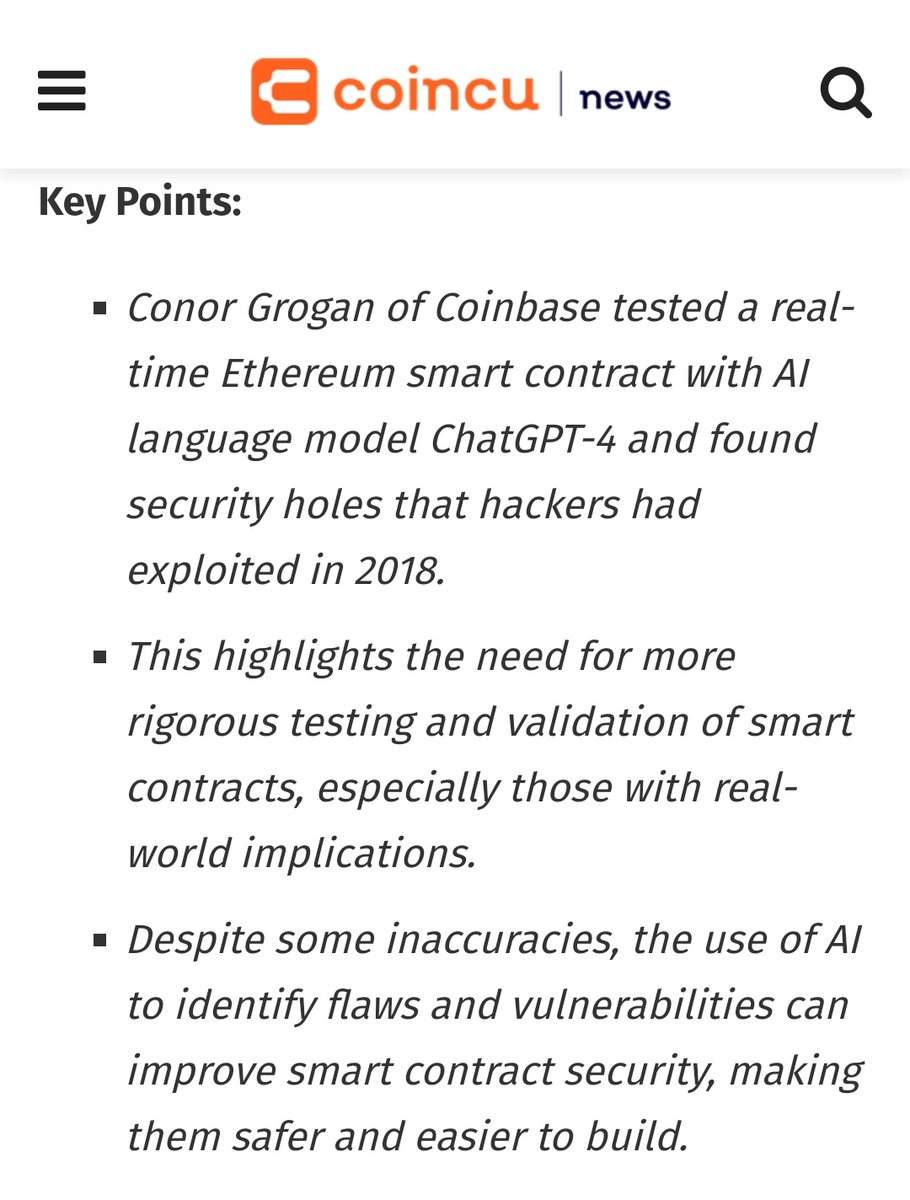 coincu | news
Key Points:
▪ Conor Grogan of Coinbase tested a real-
time Ethereum smart contract with AI
language model ChatGPT-4 and found
security holes that hackers had
exploited in 2018.
▪ This highlights the need for more
rigorous testing and validation of smart
contracts, especially those with real-
world implications.
▪ Despite some inaccuracies, the use of AI
to identify flaws and vulnerabilities can
improve smart contract security, making
them safer and easier to build.